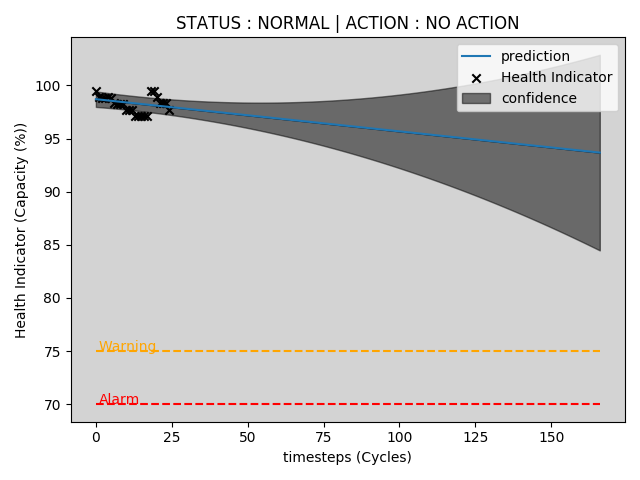 STATUS : NORMAL | ACTION : NO ACTION
prediction
Health Indicator
confidence
Health Indicator (Capacity (%))
100
95
90
85
80
75
70
Warning
Alarm
0 25 50 75 100 125 150
timesteps (Cycles)